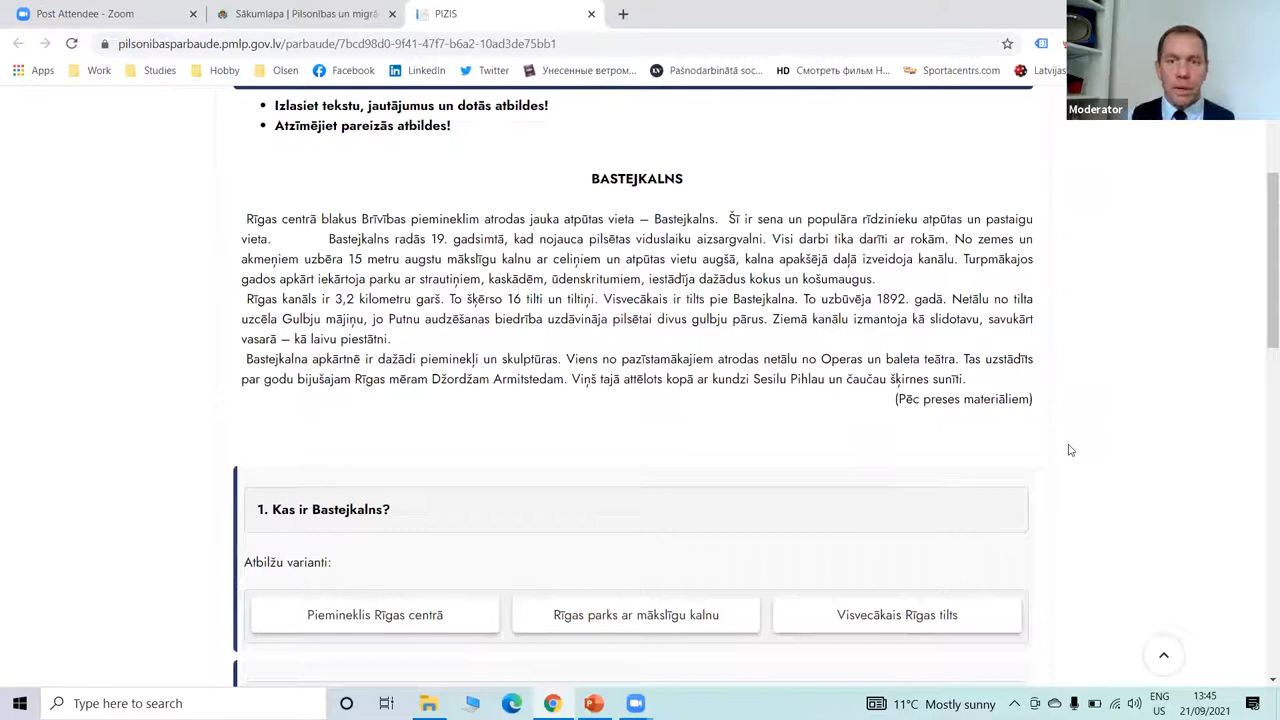 Post Attendee - Zoom
Sākumlapa | Pilsonības un migrā
PIZIS
pilsonibasparbaude.pmlp.gov.lv/parbaude/7bcd95d0-9f41-47f7-b6a2-10ad3de75bb1
Apps Work Studies Hobby Olsen Facebook LinkedIn Twitter Унесенные ветром... Pašnodarbinātā soc... HD Смотреть фильм Н... Sportacentrs.com Latvijas
Moderator
• Izlasiet tekstu, jautājumus un dotās atbildes!
• Atzīmējiet pareizās atbildes!
BASTEJKALNS
Rīgas centrā blakus Brīvības piemineklim atrodas jauka atpūtas vieta – Bastejkalns. Šī ir sena un populāra rīdzinieku atpūtas un pastaigu
vieta. Bastejkalns radās 19. gadsimtā, kad nojauca pilsētas viduslaiku aizsargvalni. Visi darbi tika darīti ar rokām. No zemes un
akmeņiem uzbēra 15 metru augstu mākslīgu kalnu ar celiņiem un atpūtas vietu augšā, kalna apakšējā daļā izveidoja kanālu. Turpmākajos
gados apkārt iekārtoja parku ar strautiņiem, kaskādēm, ūdenskritumiem, iestādīja dažādus kokus un košumaugus.
Rīgas kanāls ir 3,2 kilometru garš. To šķērso 16 tilti un tiltiņi. Visvecākais ir tilts pie Bastejkalna. To uzbūvēja 1892. gadā. Netālu no tilta
uzcēla Gulbju mājiņu, jo Putnu audzēšanas biedrība uzdāvināja pilsētai divus gulbju pārus. Ziemā kanālu izmantoja kā slidotavu, savukārt
vasarā – kā laivu piestātni.
Bastejkalna apkārtnē ir dažādi pieminekļi un skulptūras. Viens no pazīstamākajiem atrodas netālu no Operas un baleta teātra. Tas uzstādīts
par godu bijušajam Rīgas mēram Džordžam Armitstedam. Viņš tajā attēlots kopā ar kundzi Sesilu Pihlau un čaučau šķirnes sunīti.
(Pēc preses materiāliem)
1. Kas ir Bastejkalns?
Atbilžu varianti:
Piemineklis Rīgas centrā
Rīgas parks ar mākslīgu kalnu
Visvecākais Rīgas tilts
Type here to search
11°C Mostly sunny
ENG
US
13:45
21/09/2021